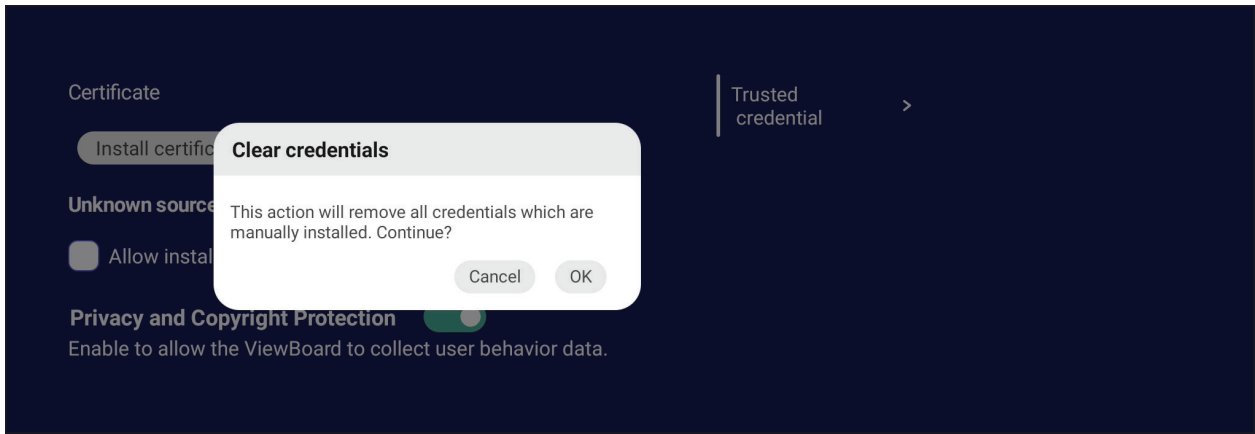 Certificate
Trusted
credential
Install certific
Clear credentials
Unknown source
This action will remove all credentials which are
manually installed. Continue?
Allow instal
Cancel
OK
Privacy and Copyright Protection
Enable to allow the ViewBoard to collect user behavior data.